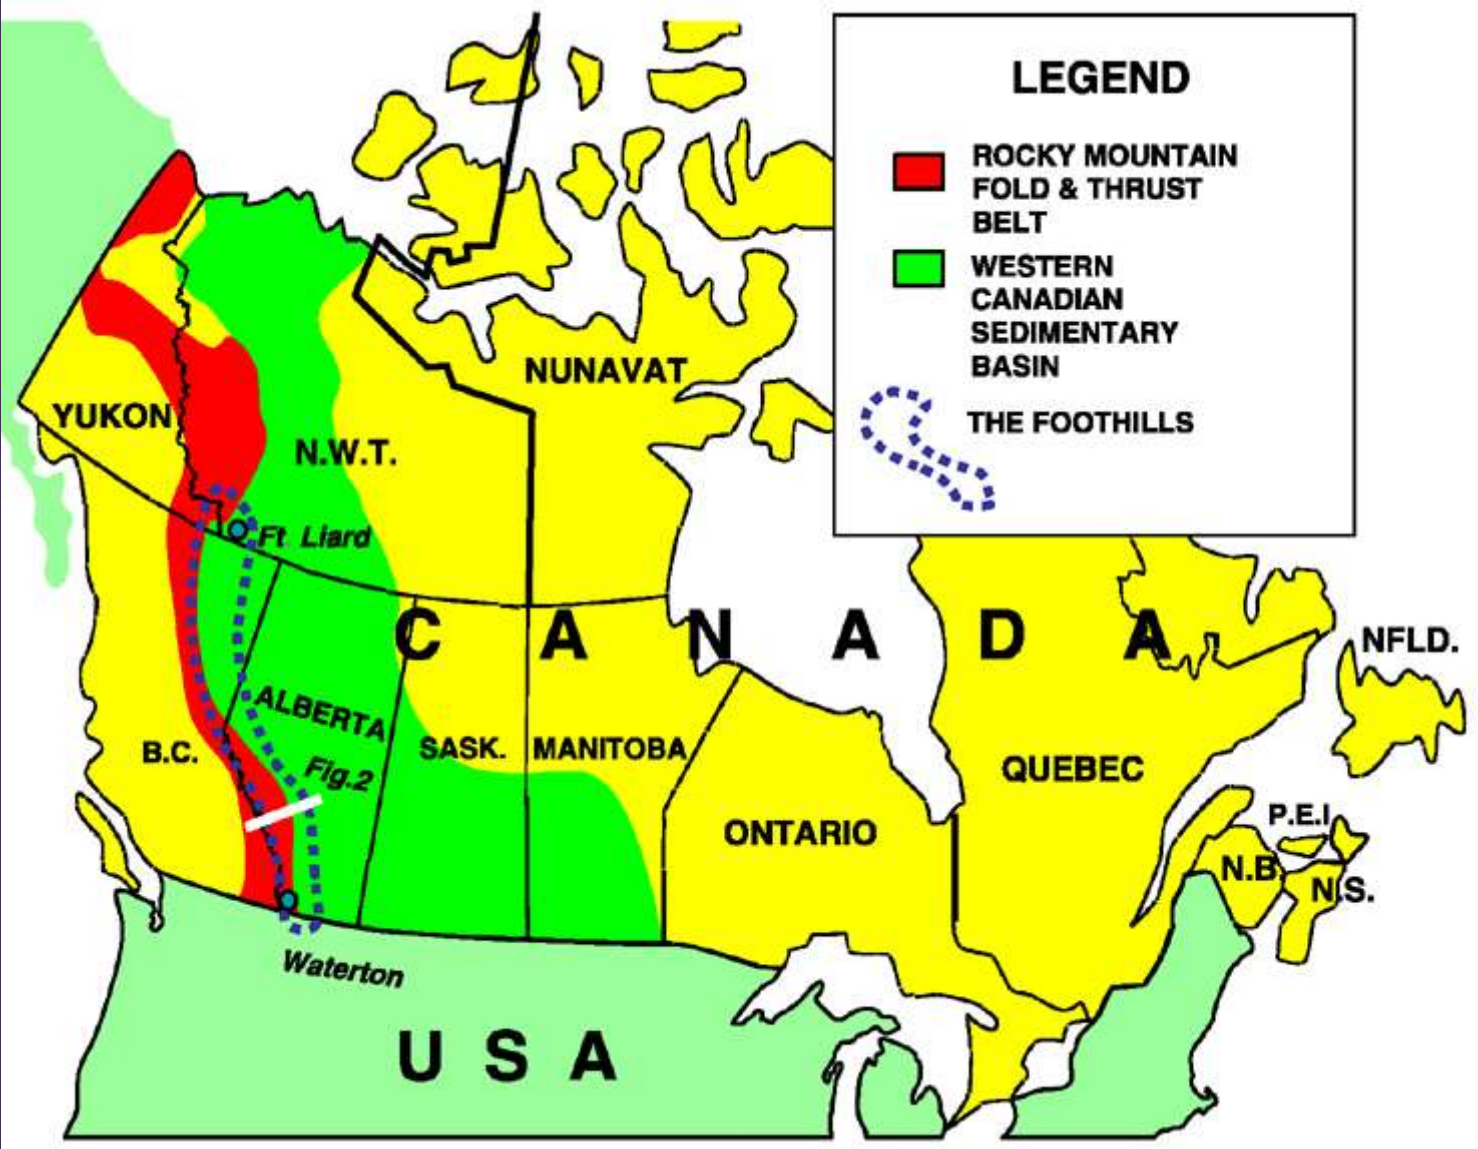 LEGEND
ROCKY MOUNTAIN
FOLD & THRUST
BELT
WESTERN
CANADIAN
SEDIMENTARY
BASIN
THE FOOTHILLS
NUNAVAT
YUKON
N.W.T.
Ft Liard
C A N A D A
NFLD.
ALBERTA
B.C.
SASK.
MANITOBA
Fig.2
QUEBEC
ONTARIO
P.E.I
N.B.
N.S.
Waterton
U S A